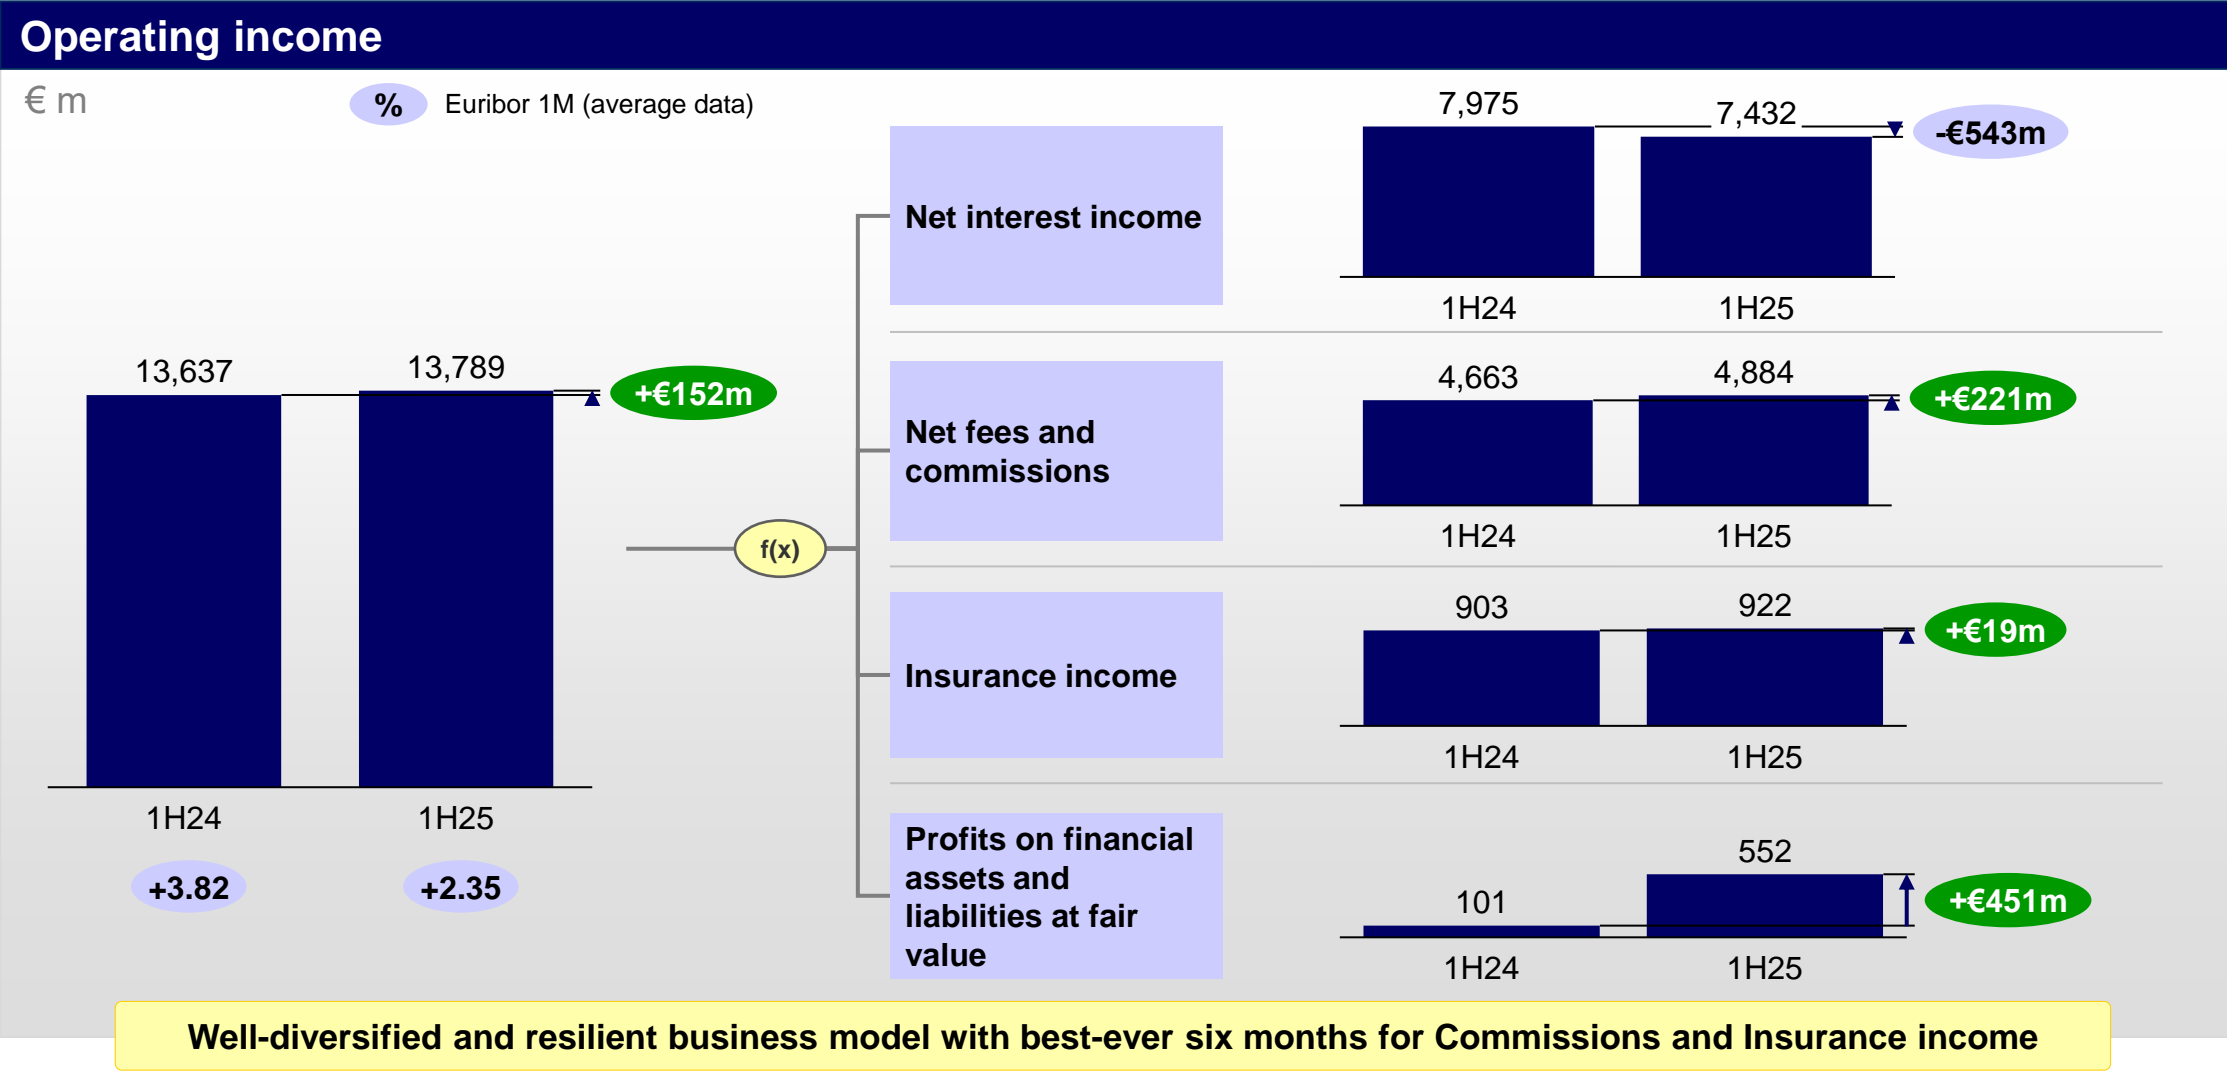 Operating income
€ m
% Euribor 1M (average data)
13,637 13,789 +€152m
1H24 1H25
+3.82 +2.35
f(x)
Net interest income
7,975 7,432 -€543m
1H24 1H25
Net fees and
commissions
4,663 4,884 +€221m
1H24 1H25
Insurance income
903 922 +€19m
1H24 1H25
Profits on financial
assets and
liabilities at fair
value
101 552 +€451m
1H24 1H25
Well-diversified and resilient business model with best-ever six months for Commissions and Insurance income